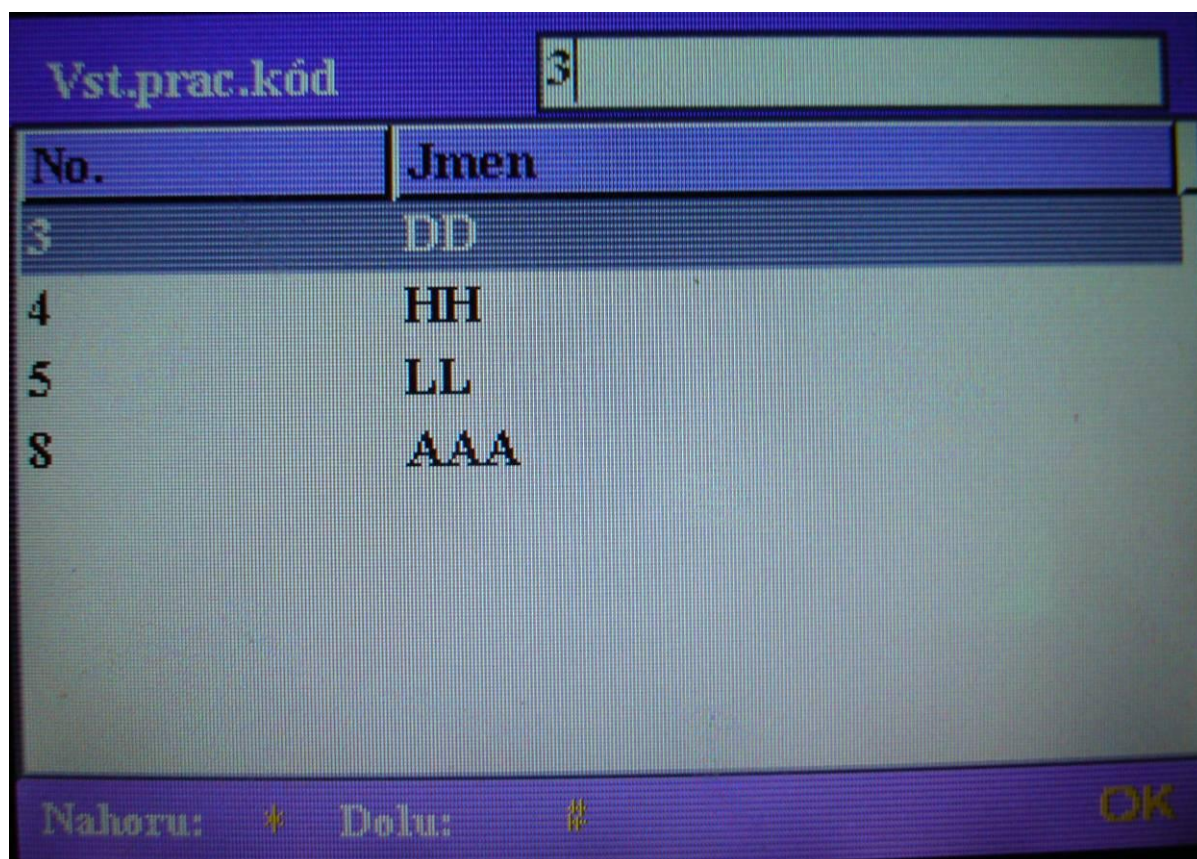 Vst.prac.kód 3
No. Jmen
3 DD
4 HH
5 LL
8 AAA
Nahoru: * Dolu: # OK